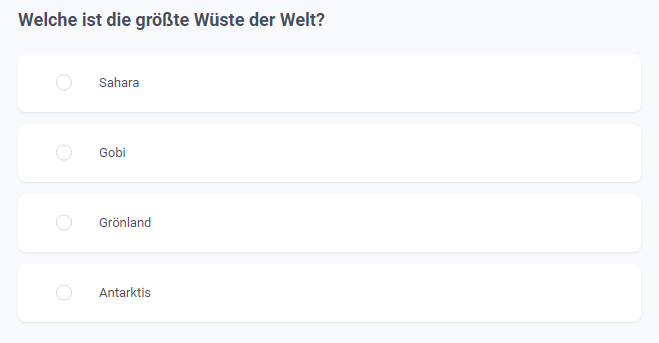 Welche ist die größte Wüste der Welt?
Sahara
Gobi
Grönland
Antarktis